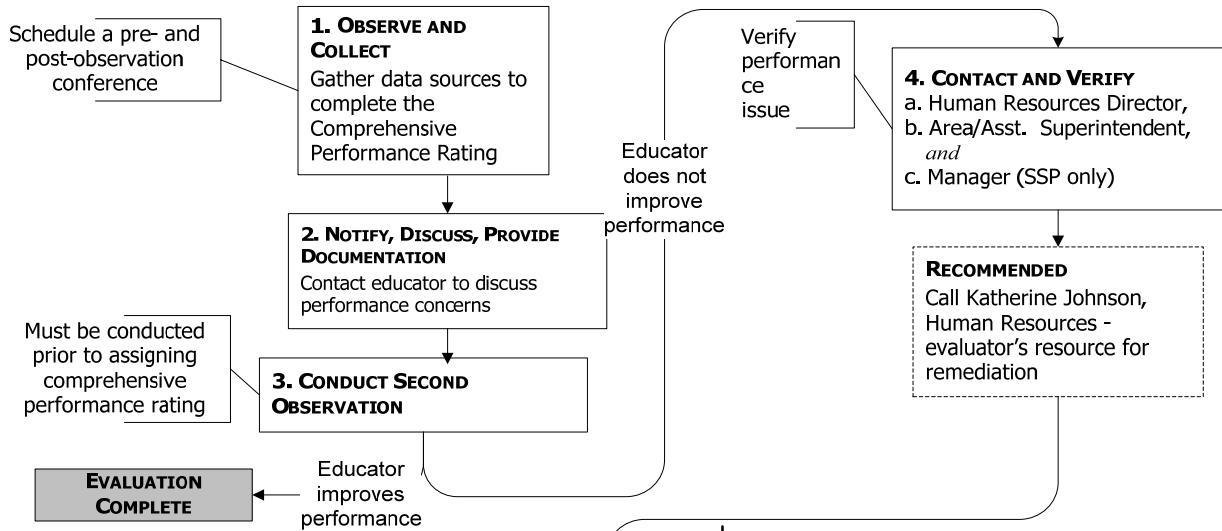 Schedule a pre- and
post-observation
conference
1. OBSERVE AND
COLLECT
Gather data sources to
complete the
Comprehensive
Performance Rating
2. NOTIFY, DISCUSS, PROVIDE
DOCUMENTATION
Contact educator to discuss
performance concerns
Must be conducted
prior to assigning
comprehensive
performance rating
3. CONDUCT SECOND
OBSERVATION
EVALUATION
COMPLETE
Educator
improves
performance
Educator
does not
improve
performance
Verify
performan
ce
issue
4. CONTACT AND VERIFY
a. Human Resources Director,
b. Area/Asst. Superintendent,
and
c. Manager (SSP only)
RECOMMENDED
Call Katherine Johnson,
Human Resources -
evaluator's resource for
remediation